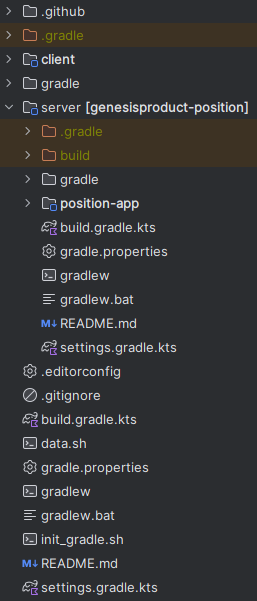 .github
.gradle
client
gradle
server [genesisproduct-position]
.gradle
build
gradle
position-app
build.gradle.kts
gradle.properties
gradlew
gradlew.bat
M↓ README.md
settings.gradle.kts
.editorconfig
.gitignore
build.gradle.kts
data.sh
gradle.properties
gradlew
gradlew.bat
init_gradle.sh
M↓ README.md
settings.gradle.kts